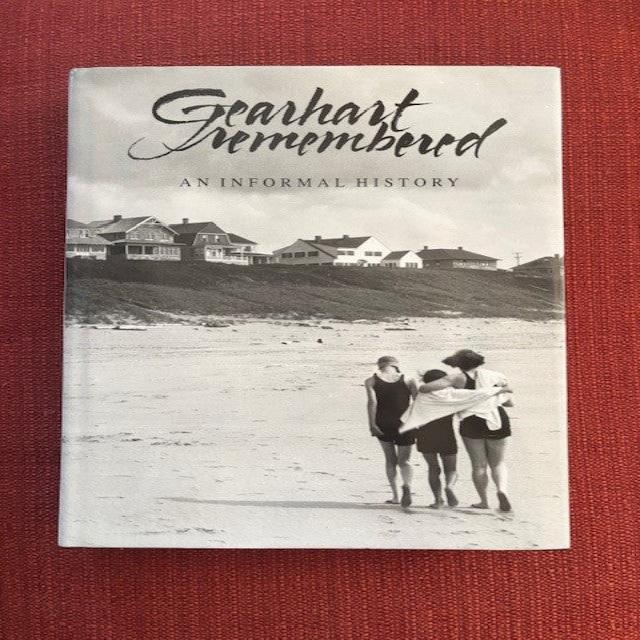 Gearhart
remembered
AN INFORMAL HISTORY